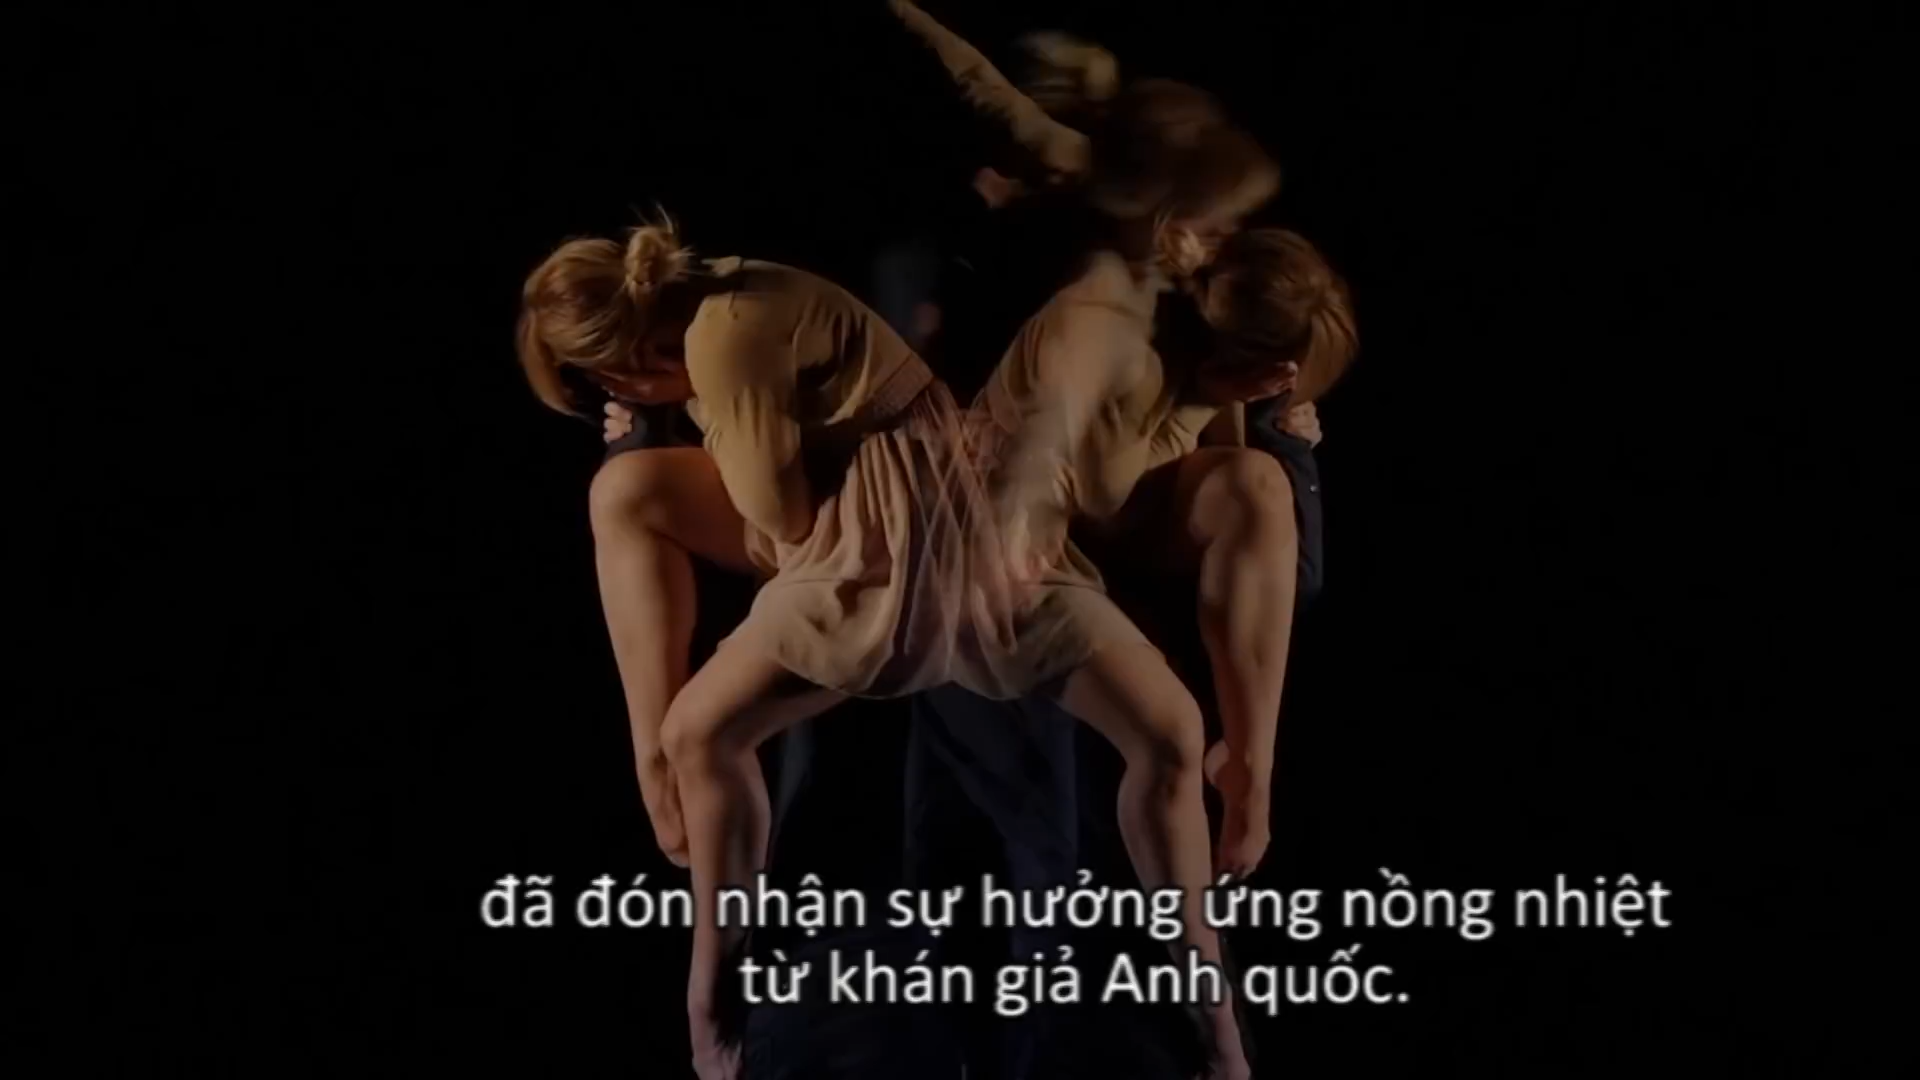 đã đón nhận sự hưởng ứng nồng nhiệt
từ khán giả Anh quốc.